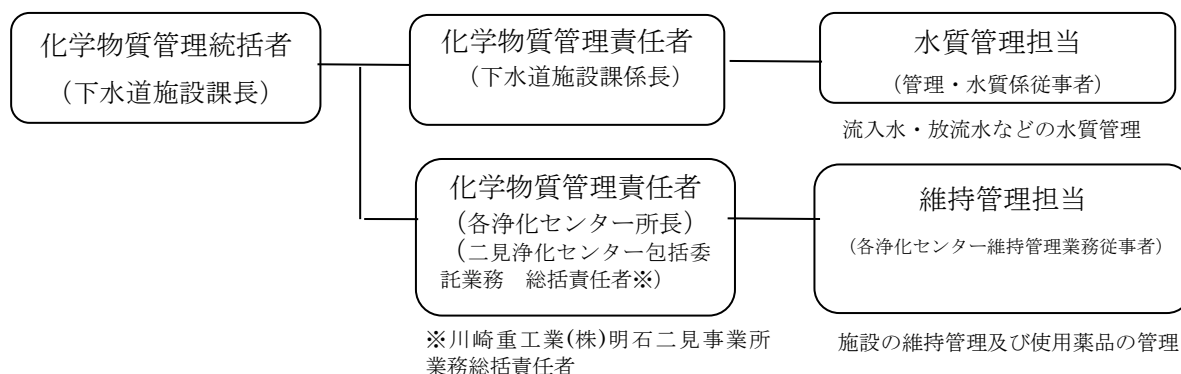 化学物質管理統括者
（下水道施設課長）
化学物質管理責任者
（下水道施設課係長）
水質管理担当
（管理・水質係従事者）
流入水・放流水などの水質管理
化学物質管理責任者
（各浄化センター所長）
（二見浄化センター包括委
託業務　総括責任者※）
※川崎重工業(株)明石二見事業所
業務総括責任者
維持管理担当
（各浄化センター維持管理業務従事者）
施設の維持管理及び使用薬品の管理